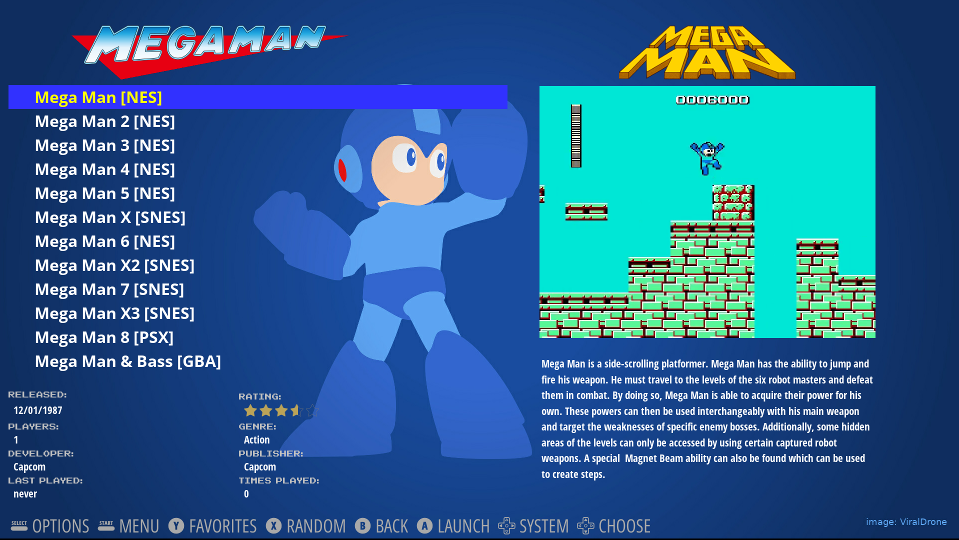 MEGAMAN
MEGA
MAN
Mega Man [NES]
Mega Man 2 [NES]
Mega Man 3 [NES]
Mega Man 4 [NES]
Mega Man 5 [NES]
Mega Man X [SNES]
Mega Man 6 [NES]
Mega Man X2 [SNES]
Mega Man 7 [SNES]
Mega Man X3 [SNES]
Mega Man 8 [PSX]
Mega Man & Bass [GBA]
0006000
RELEASED:
12/01/1987
PLAYERS:
1
DEVELOPER:
Capcom
LAST PLAYED:
never
RATING:
GENRE:
Action
PUBLISHER:
Capcom
TIMES PLAYED:
0
Mega Man is a side-scrolling platformer. Mega Man has the ability to jump and
fire his weapon. He must travel to the levels of the six robot masters and defeat
them in combat. By doing so, Mega Man is able to acquire their power for his
own. These powers can then be used interchangeably with his main weapon
and target the weaknesses of specific enemy bosses. Additionally, some hidden
areas of the levels can only be accessed by using certain captured robot
weapons. A special  Magnet Beam ability can also be found which can be used
to create steps.
SELECT OPTIONS START MENU Y FAVORITES X RANDOM B BACK A LAUNCH SYSTEM CHOOSE
image: ViralDrone